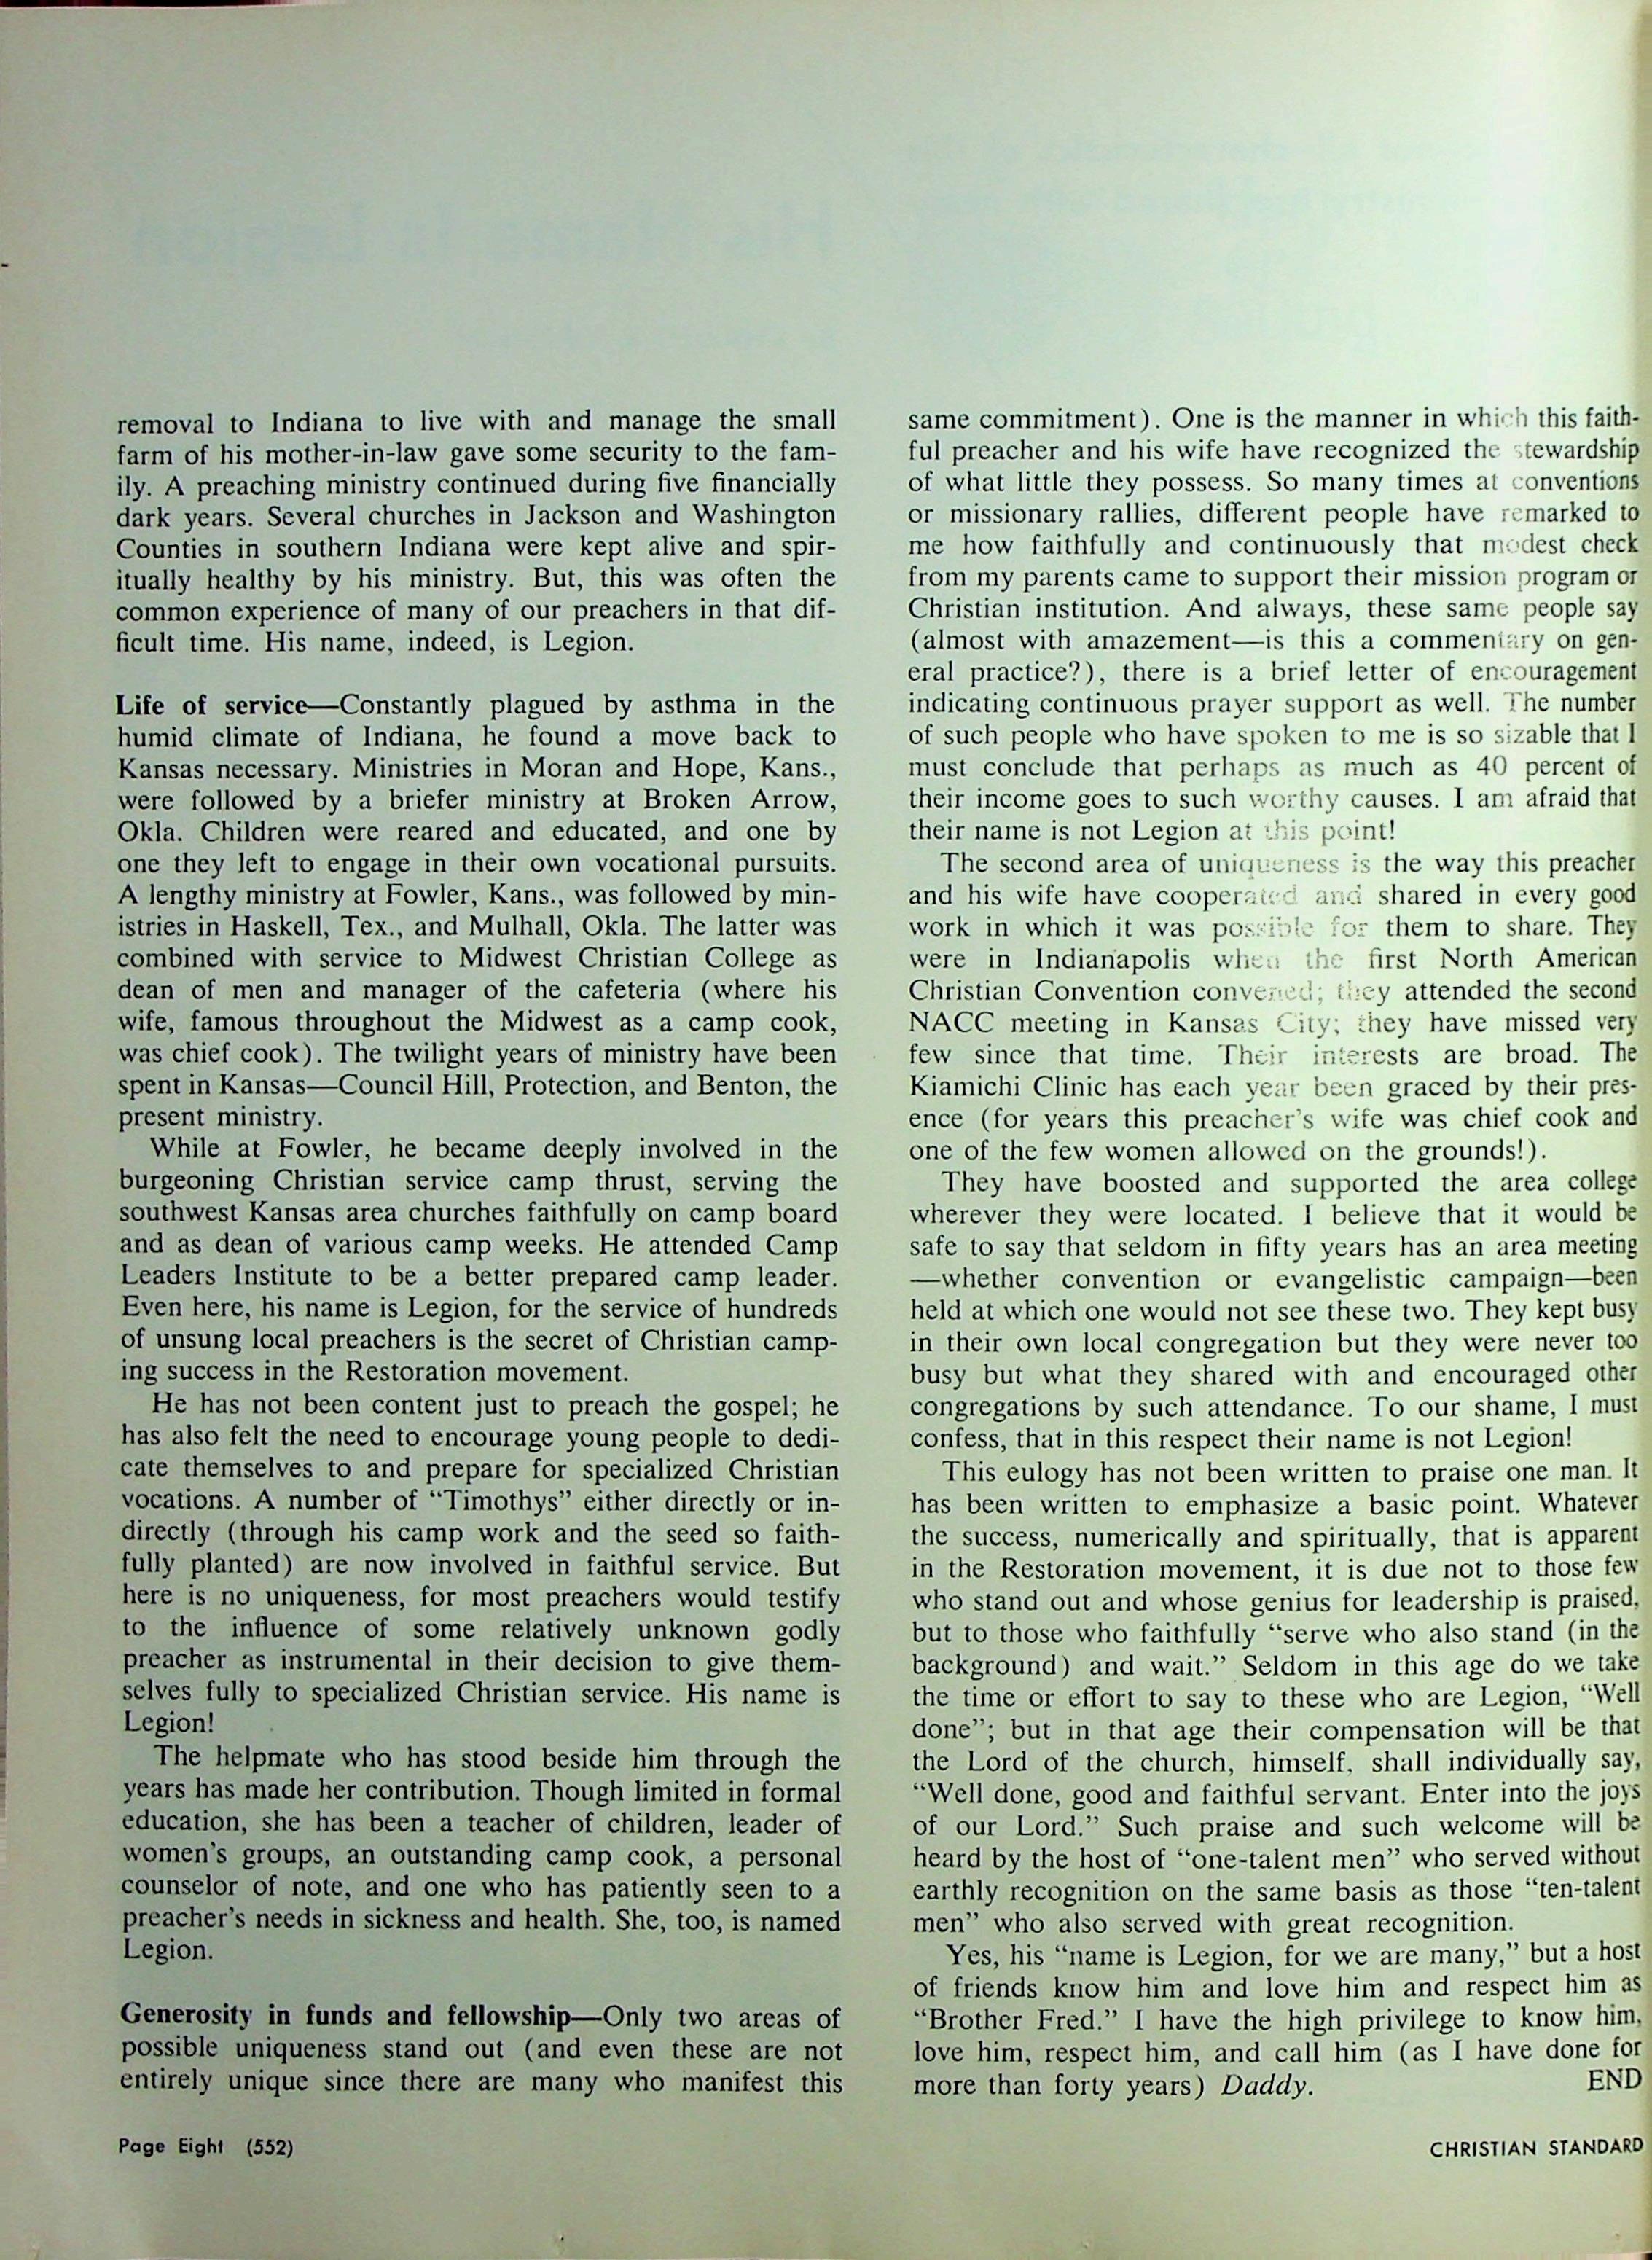 removal to Indiana to live with and manage the small
farm of his mother-in-law gave some security to the fam-
ily. A preaching ministry continued during five financially
dark years. Several churches in Jackson and Washington
Counties in southern Indiana were kept alive and spir-
itually healthy by his ministry. But, this was often the
common experience of many of our preachers in that dif-
ficult time. His name, indeed, is Legion.
Life of service—Constantly plagued by asthma in the
humid climate of Indiana, he found a move back to
Kansas necessary. Ministries in Moran and Hope, Kans.,
were followed by a briefer ministry at Broken Arrow,
Okla. Children were reared and educated, and one by
one they left to engage in their own vocational pursuits.
A lengthy ministry at Fowler, Kans., was followed by min-
istries in Haskell, Tex., and Mulhall, Okla. The latter was
combined with service to Midwest Christian College as
dean of men and manager of the cafeteria (where his
wife, famous throughout the Midwest as a camp cook,
was chief cook). The twilight years of ministry have been
spent in Kansas—Council Hill, Protection, and Benton, the
present ministry.
While at Fowler, he became deeply involved in the
burgeoning Christian service camp thrust, serving the
southwest Kansas area churches faithfully on camp board
and as dean of various camp weeks. He attended Camp
Leaders Institute to be a better prepared camp leader.
Even here, his name is Legion, for the service of hundreds
of unsung local preachers is the secret of Christian camp-
ing success in the Restoration movement.
He has not been content just to preach the gospel; he
has also felt the need to encourage young people to dedi-
cate themselves to and prepare for specialized Christian
vocations. A number of “Timothys” either directly or in-
directly (through his camp work and the seed so faith-
fully planted) are now involved in faithful service. But
here is no uniqueness, for most preachers would testify
to the influence of some relatively unknown godly
preacher as instrumental in their decision to give them-
selves fully to specialized Christian service. His name is
Legion!
The helpmate who has stood beside him through the
years has made her contribution. Though limited in formal
education, she has been a teacher of children, leader of
women's groups, an outstanding camp cook, a personal
counselor of note, and one who has patiently seen to a
preacher's needs in sickness and health. She, too, is named
Legion.
Generosity in funds and fellowship—Only two areas of
possible uniqueness stand out (and even these are not
entirely unique since there are many who manifest this
same commitment). One is the manner in which this faith-
ful preacher and his wife have recognized the stewardship
of what little they possess. So many times at conventions
or missionary rallies, different people have remarked to
me how faithfully and continuously that modest check
from my parents came to support their mission program or
Christian institution. And always, these same people say
(almost with amazement—is this a commentary on gen-
eral practice?), there is a brief letter of encouragement
indicating continuous prayer support as well. The number
of such people who have spoken to me is so sizable that I
must conclude that perhaps as much as 40 percent of
their income goes to such worthy causes. I am afraid that
their name is not Legion at this point!
The second area of uniqueness is the way this preacher
and his wife have cooperated and shared in every good
work in which it was possible for them to share. They
were in Indianapolis when the first North American
Christian Convention convened; they attended the second
NACC meeting in Kansas City; they have missed very
few since that time. Their interests are broad. The
Kiamichi Clinic has each year been graced by their pres-
ence (for years this preacher's wife was chief cook and
one of the few women allowed on the grounds!).
They have boosted and supported the area college
wherever they were located. I believe that it would be
safe to say that seldom in fifty years has an area meeting
—whether convention or evangelistic campaign—been
held at which one would not see these two. They kept busy
in their own local congregation but they were never too
busy but what they shared with and encouraged other
congregations by such attendance. To our shame, I must
confess, that in this respect their name is not Legion!
This eulogy has not been written to praise one man. It
has been written to emphasize a basic point. Whatever
the success, numerically and spiritually, that is apparent
in the Restoration movement, it is due not to those few
who stand out and whose genius for leadership is praised,
but to those who faithfully “serve who also stand (in the
background) and wait.” Seldom in this age do we take
the time or effort to say to these who are Legion, “Well
done”; but in that age their compensation will be that
the Lord of the church, himself, shall individually say,
“Well done, good and faithful servant. Enter into the joys
of our Lord.” Such praise and such welcome will be
heard by the host of “one-talent men” who served without
earthly recognition on the same basis as those “ten-talent
men” who also served with great recognition.
Yes, his “name is Legion, for we are many,” but a host
of friends know him and love him and respect him as
“Brother Fred.” I have the high privilege to know him,
love him, respect him, and call him (as I have done for
more than forty years) Daddy. END
Page Eight (552)
CHRISTIAN STANDARD